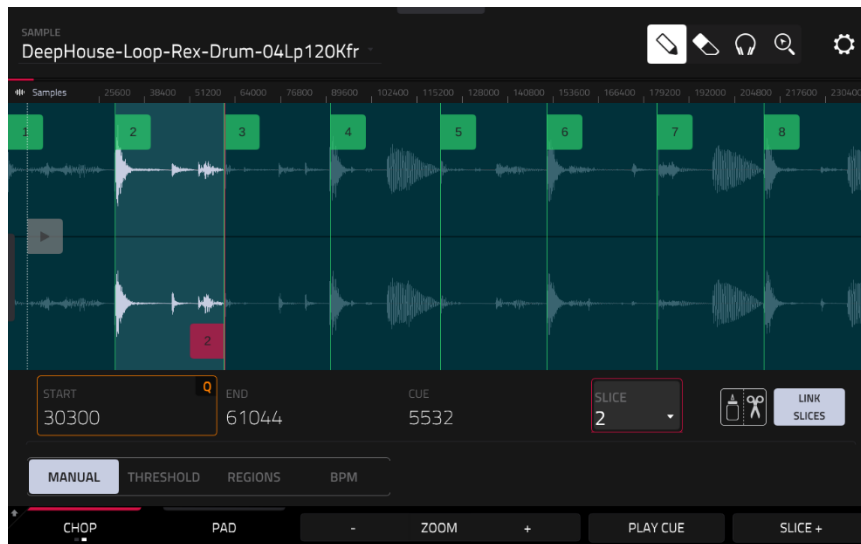 SAMPLE
DeepHouse-Loop-Rex-Drum-04Lp120Kfr
Samples 25600 38400 51200 64000 76800 89600 102400 115200 128000 140800 153600 166400 179200 192000 204800 217600 230400
1 2 3 4 5 6 7 8
2
START Q END CUE SLICE
30300 61044 5532 2
LINK
SLICES
MANUAL THRESHOLD REGIONS BPM
CHOP PAD - ZOOM + PLAY CUE SLICE +